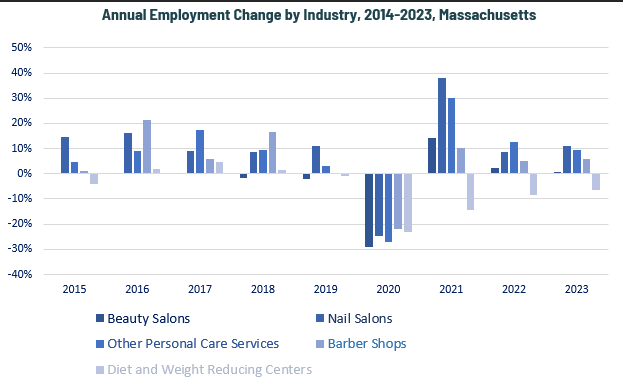 Annual Employment Change by Industry, 2014-2023, Massachusetts
50%
40%
30%
20%
10%
0%
-10%
-20%
-30%
-40%
2015 2016 2017 2018 2019 2020 2021 2022 2023
Beauty Salons Nail Salons
Other Personal Care Services Barber Shops
Diet and Weight Reducing Centers